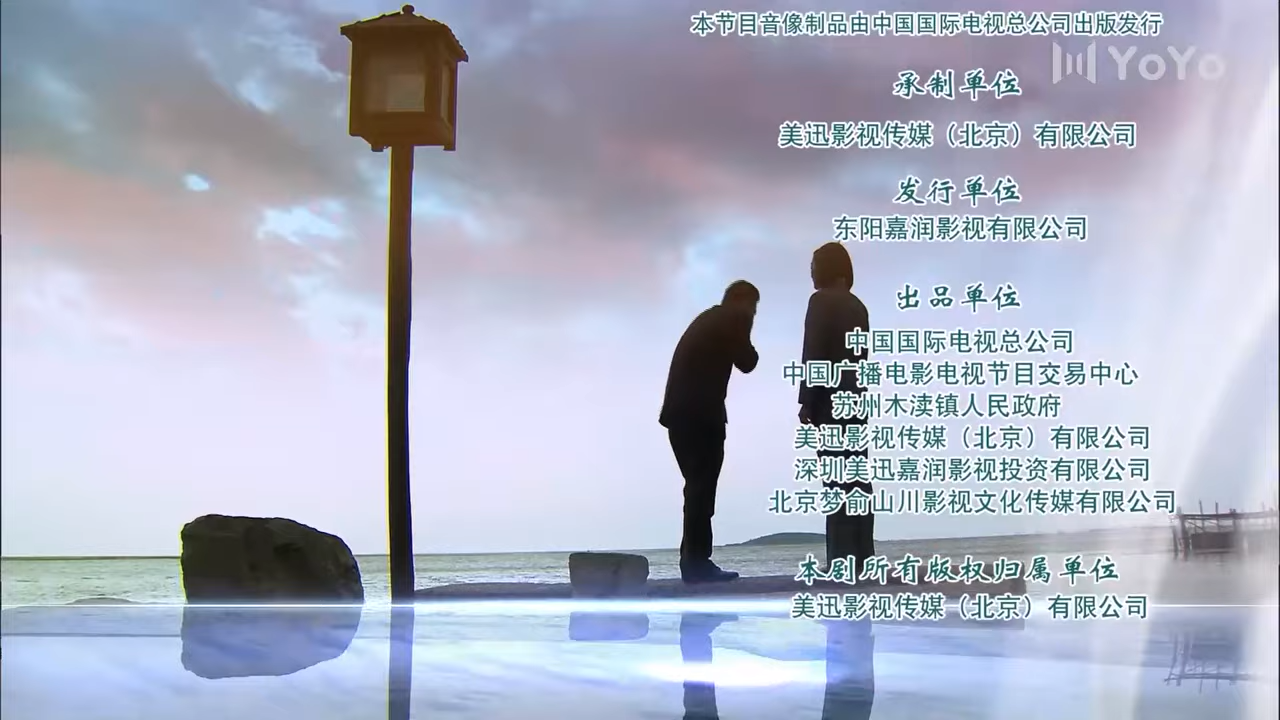 本节目音像制品由中国国际电视总公司出版发行
YoYo
承制单位
美迅影视传媒（北京）有限公司
发行单位
东阳嘉润影视有限公司
出品单位
中国国际电视总公司
中国广播电影电视节目交易中心
苏州木渎镇人民政府
美迅影视传媒（北京）有限公司
深圳美迅嘉润影视投资有限公司
北京梦俞山川影视文化传媒有限公司
本剧所有版权归属单位
美迅影视传媒（北京）有限公司